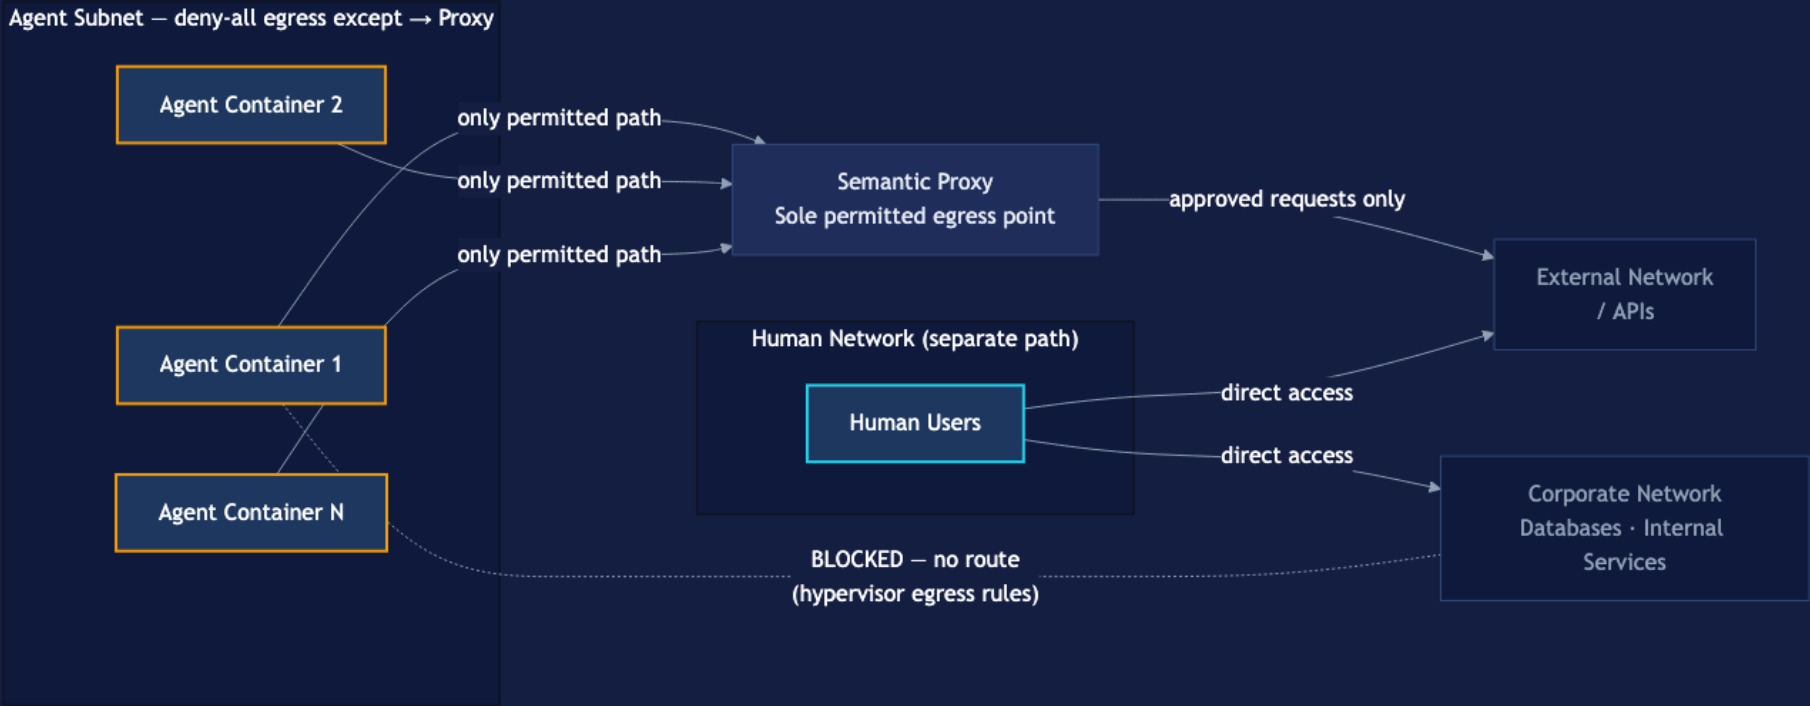 Agent Subnet — deny-all egress except → Proxy
Agent Container 2
only permitted path
only permitted path
Semantic Proxy
Sole permitted egress point
approved requests only
only permitted path
External Network
/ APIs
Agent Container 1
Human Network (separate path)
Human Users
direct access
direct access
Agent Container N
Corporate Network
Databases · Internal
Services
BLOCKED — no route
(hypervisor egress rules)